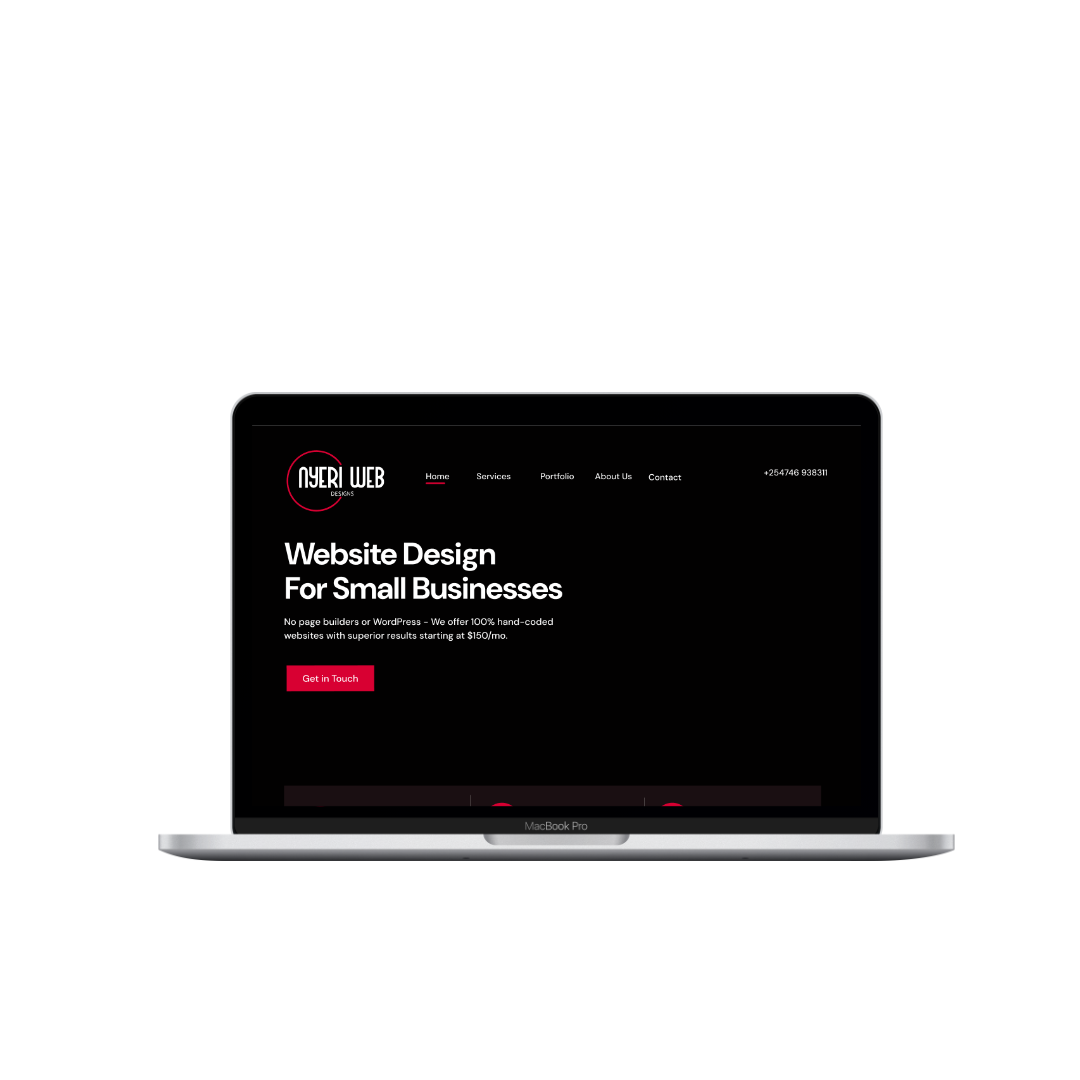 NYERI WEB
DESIGNS
Home Services Portfolio About Us Contact
+254746 938311
Website Design
For Small Businesses
No page builders or WordPress - We offer 100% hand-coded
websites with superior results starting at $150/mo.
Get in Touch
MacBook Pro